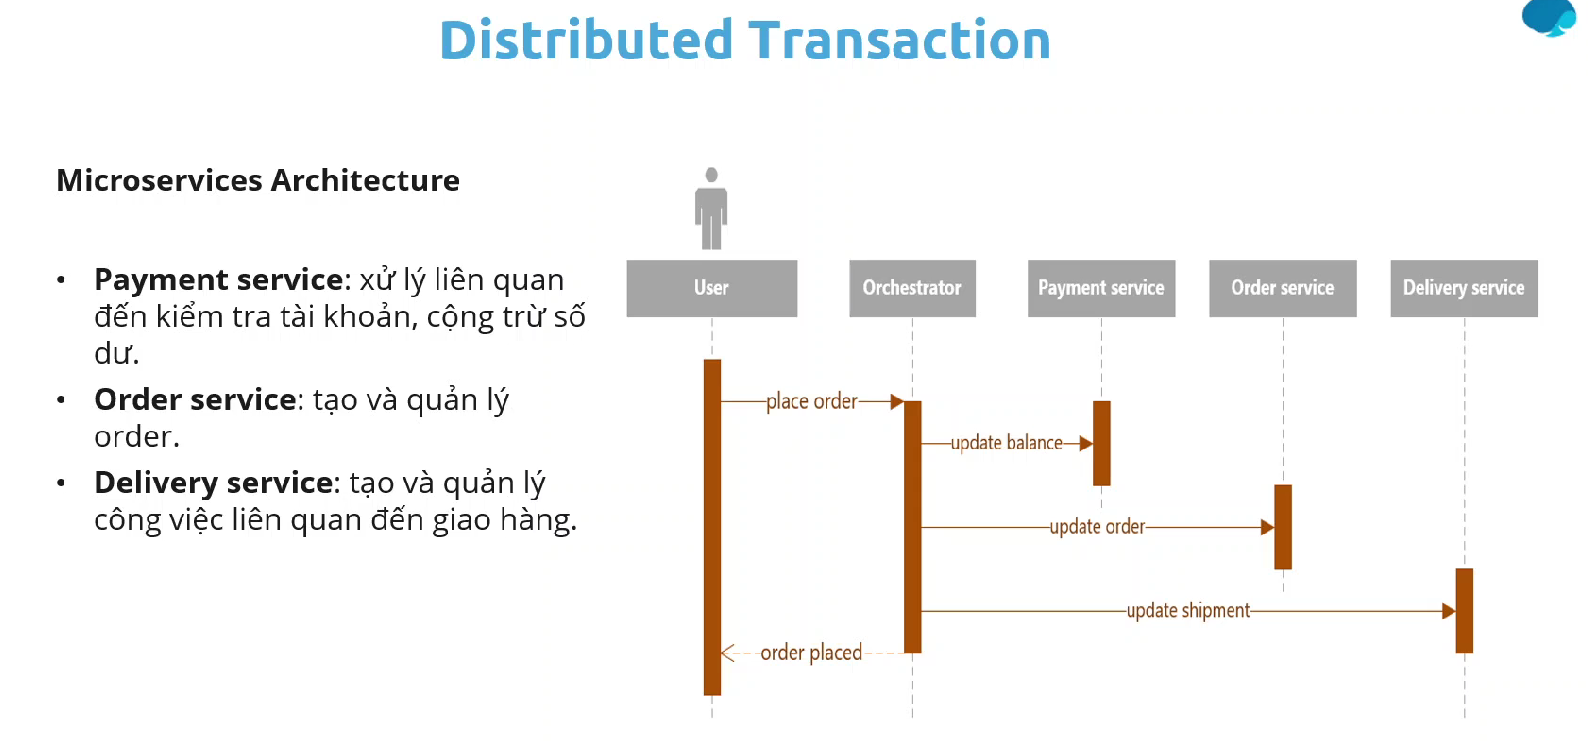 Distributed Transaction
Microservices Architecture
• Payment service: xử lý liên quan
đến kiểm tra tài khoản, cộng trừ số
dư.
• Order service: tạo và quản lý
order.
• Delivery service: tạo và quản lý
công việc liên quan đến giao hàng.
User
Orchestrator
Payment service
Order service
Delivery service
place order
update balance
update order
update shipment
order placed